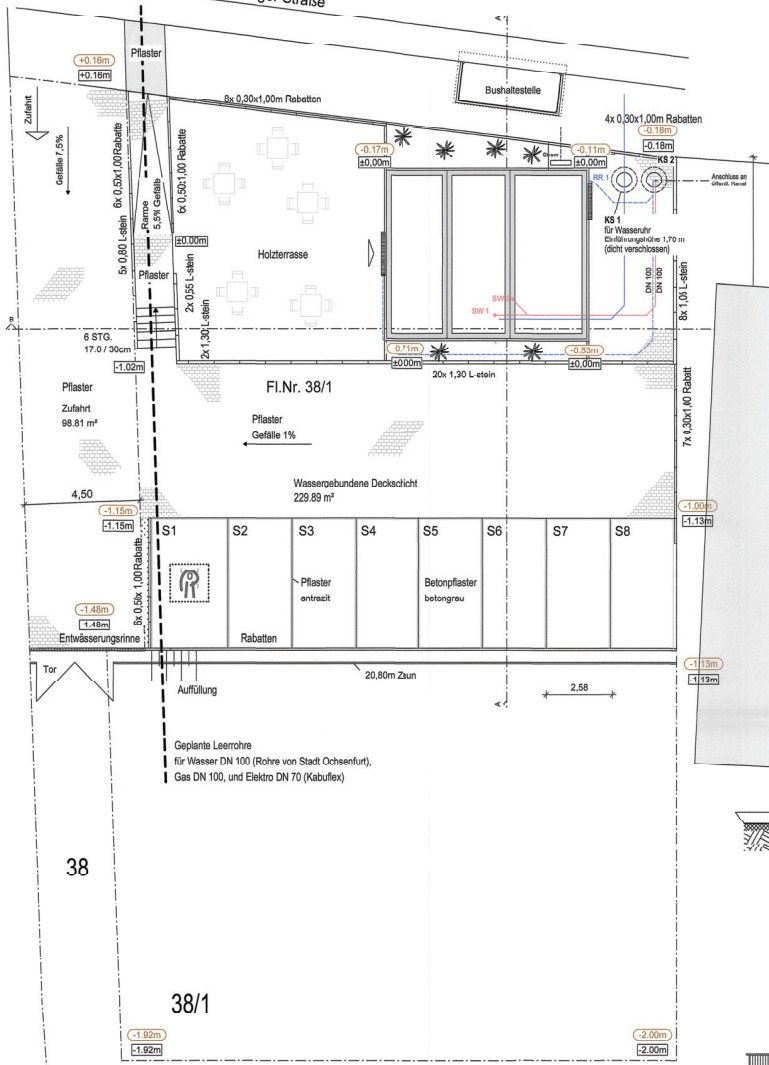 Straße
A
Pflaster
+0.16m
+0.16m
Zufahrt
Gefälle 7,5%
6x 0,50x1,00 Rabatte
5x 0,80 L-stein
Rampe
5,5% Gefälle
6x 0,50x1,00 Rabatte
8x 0,30x1,00m Rabatten
Bushaltestelle
4x 0,30x1,00m Rabatten
-0.18m
-0.18m
KS 2
-0.17m
±0,00m
-0.11m
±0,00m
RR 1
Anschluss an
öffentl. Kanal
KS 1
für Wasseruhr
Einführungshöhe 1,70 m
(dicht verschlossen)
DN 100
DN 100
8x 1,05 L-stein
±0.00m
Holzterrasse
Pflaster
2x 0,55 L-stein
2x 1,30 L-stein
SW 1
B
6 STG.
17.0 / 30cm
-1.02m
0.71m
±000m
-0.53m
±0,00m
20x 1,30 L-stein
Pflaster
Zufahrt
98.81 m²
Fl.Nr. 38/1
Pflaster
Gefälle 1%
7x 0,30x1,00 Rabatt
Wassergebundene Deckschicht
229.89 m²
4,50
-1.15m
-1.15m
-1.00m
-1.13m
S1
S2
S3
S4
S5
S6
S7
S8
6x 0,50x 1,00 Rabatte
Pflaster
antrazit
Betonpflaster
betongrau
-1.48m
-1.48m
Entwässerungsrinne
Rabatten
Tor
20,80m Zaun
-1.13m
-1.13m
Auffüllung
2,58
A
Geplante Leerrohre
für Wasser DN 100 (Rohre von Stadt Ochsenfurt),
Gas DN 100, und Elektro DN 70 (Kabuflex)
38
38/1
-1.92m
-1.92m
-2.00m
-2.00m